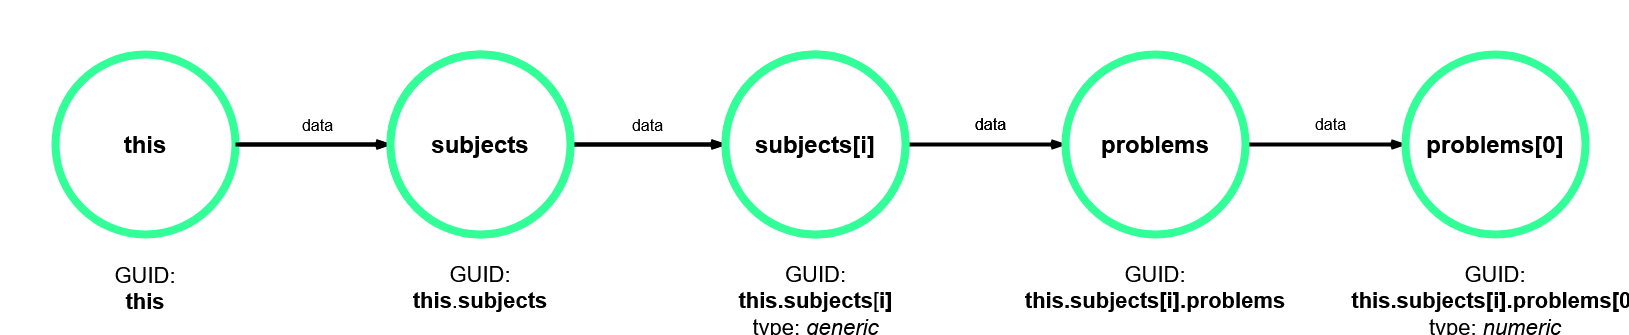 data
data
data
data
this
subjects
subjects[i]
problems
problems[0]
GUID:
this
GUID:
this.subjects
GUID:
this.subjects[i]
type: generic
GUID:
this.subjects[i].problems
GUID:
this.subjects[i].problems[0
type: numeric